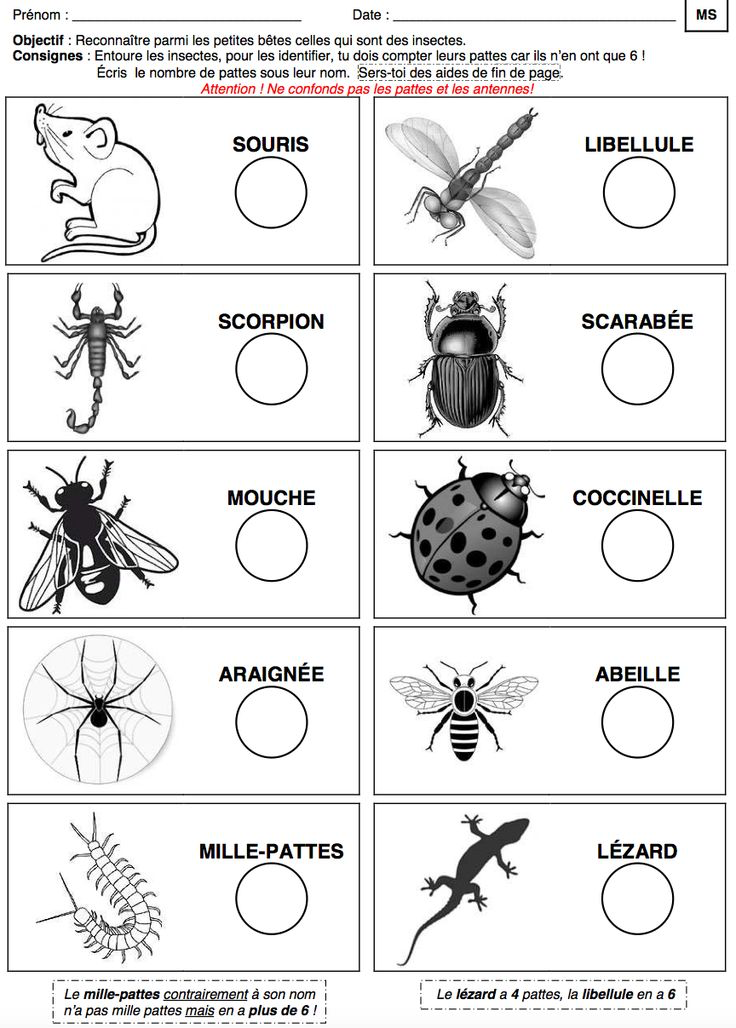 Prénom : ______________________________ Date : _____________________________________ MS
Objectif : Reconnaître parmi les petites bêtes celles qui sont des insectes.
Consignes : Entoure les insectes, pour les identifier, tu dois compter leurs pattes car ils n'en ont que 6 !
Écris le nombre de pattes sous leur nom. Sers-toi des aides de fin de page.
Attention ! Ne confonds pas les pattes et les antennes!
SOURIS
LIBELLULE
SCORPION
SCARABÉE
MOUCHE
COCCINELLE
ARAIGNÉE
ABEILLE
MILLE-PATTES
LÉZARD
Le mille-pattes contrairement à son nom
n'a pas mille pattes mais en a plus de 6 !
Le lézard a 4 pattes, la libellule en a 6